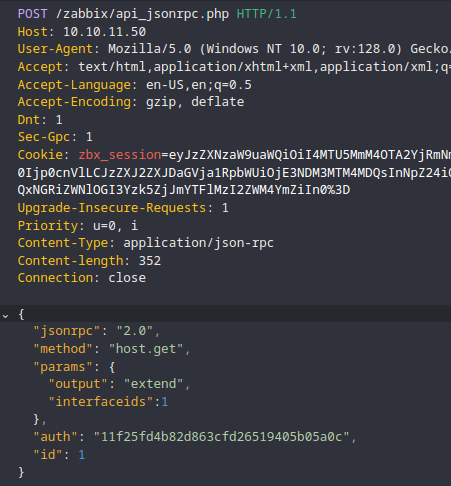 POST /zabbix/api_jsonrpc.php HTTP/1.1
Host: 10.10.11.50
User-Agent: Mozilla/5.0 (Windows NT 10.0; rv:128.0) Gecko
Accept: text/html,application/xhtml+xml,application/xml;q=
Accept-Language: en-US,en;q=0.5
Accept-Encoding: gzip, deflate
Dnt: 1
Sec-Gpc: 1
Cookie: zbx_session=eyJzZXNzaW9uaWQiOiI4MTU5MmM4OTA2YjRmNm
0Ijp0cnVlLCJzZXJ2ZXJDaGVja1RpbWUiOjE3NDM3MTM4MDQsInNpZ24iO
QxNGRiZWNlOGI3Yzk5ZjJmYTFlMzI2ZWM4YmZiIn0%3D
Upgrade-Insecure-Requests: 1
Priority: u=0, i
Content-Type: application/json-rpc
Content-length: 352
Connection: close
{
"jsonrpc": "2.0",
"method": "host.get",
"params": {
"output": "extend",
"interfaceids":1
},
"auth": "11f25fd4b82d863cfd26519405b05a0c",
"id": 1
}